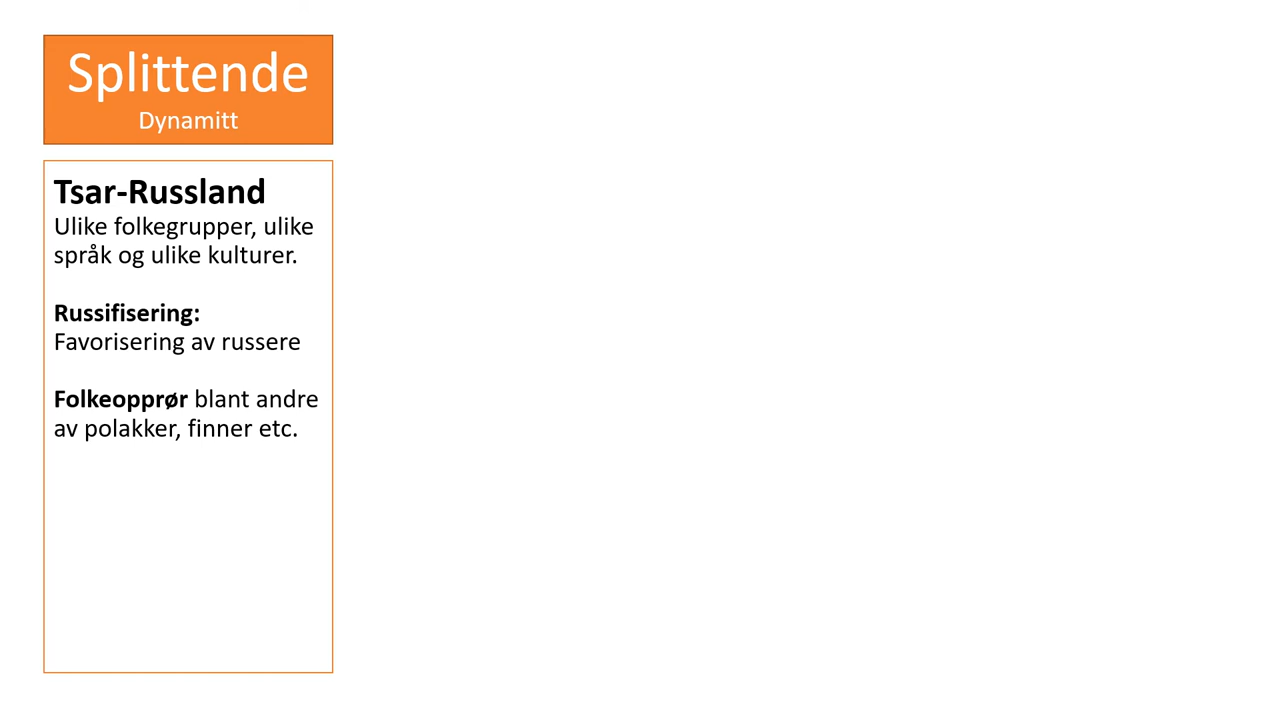 Splittende
Dynamitt
Tsar-Russland
Ulike folkegrupper, ulike
språk og ulike kulturer.
Russifisering:
Favorisering av russere
Folkeopprør blant andre
av polakker, finner etc.